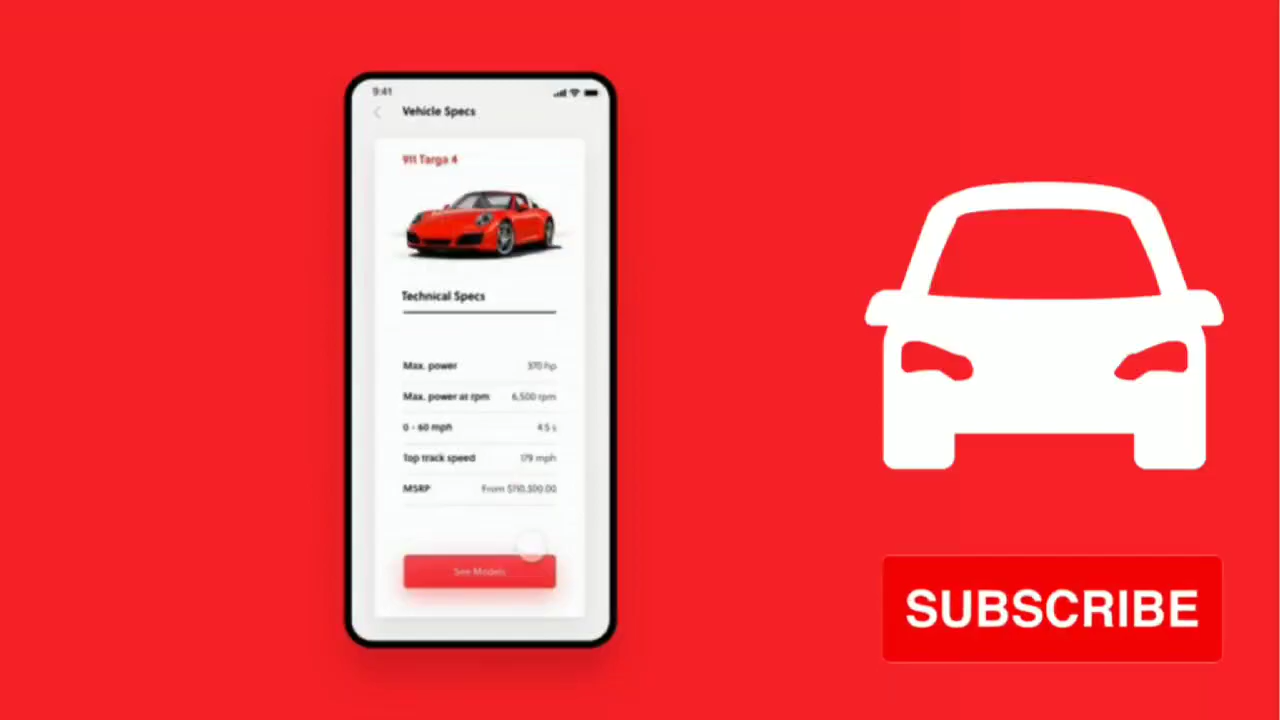 9:41
Vehicle Specs
911 Targa 4
Technical Specs
Max. power 370 hp
Max. power at rpm 6,500 rpm
0 - 60 mph 4.5 s
Top track speed 179 mph
MSRP From
See Models
SUBSCRIBE